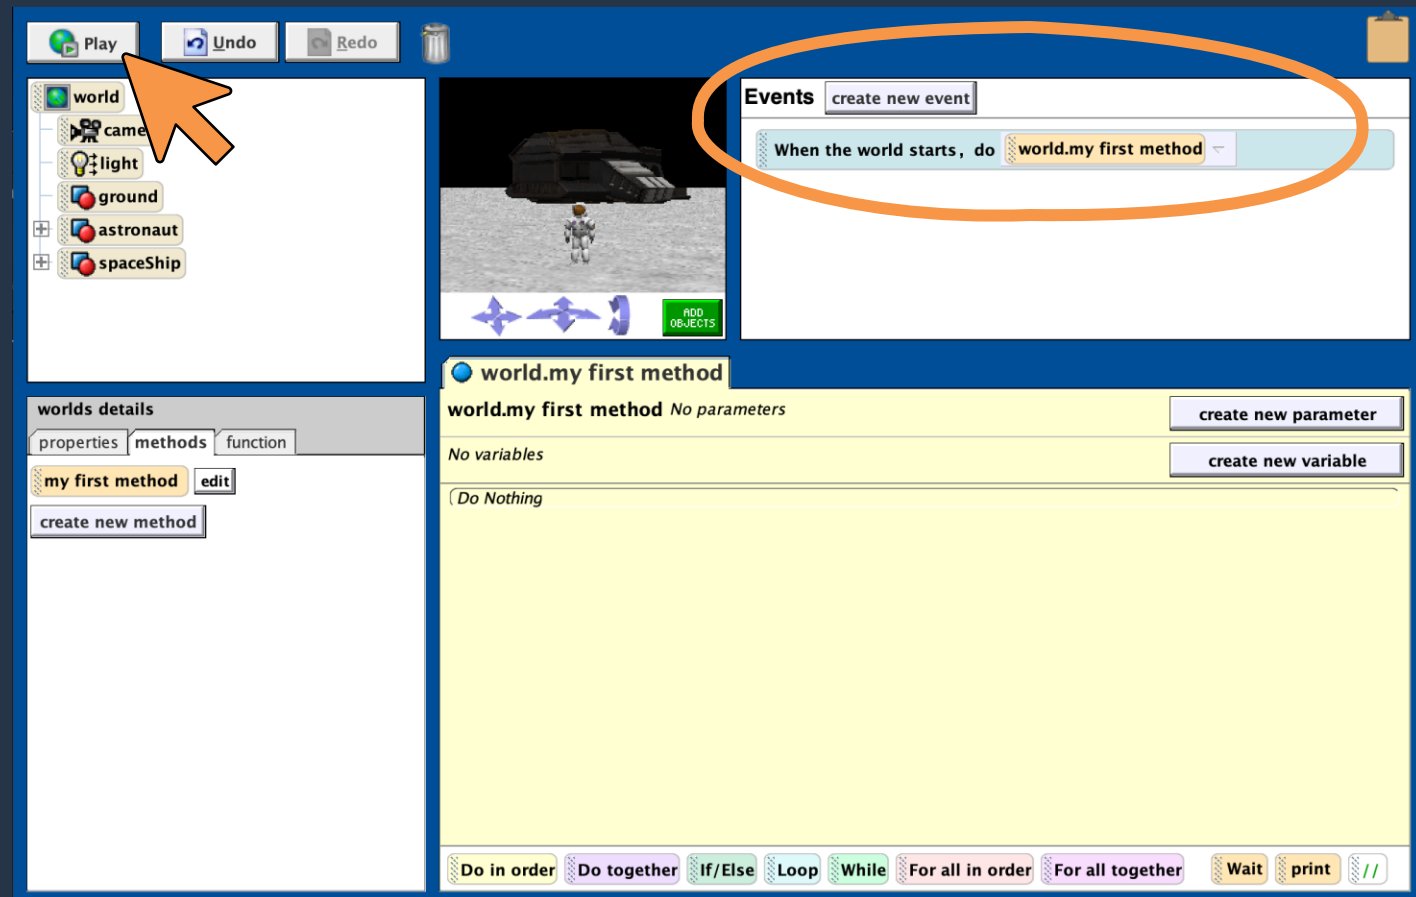 Play
Undo
Redo
world
came
light
ground
astronaut
spaceShip
ADD
OBJECTS
Events
create new event
When the world starts, do world.my first method
worlds details
properties
methods
function
my first method
edit
create new method
world.my first method
world.my first method No parameters
create new parameter
No variables
create new variable
Do Nothing
Do in order
Do together
If/Else
Loop
While
For all in order
For all together
Wait
print
//